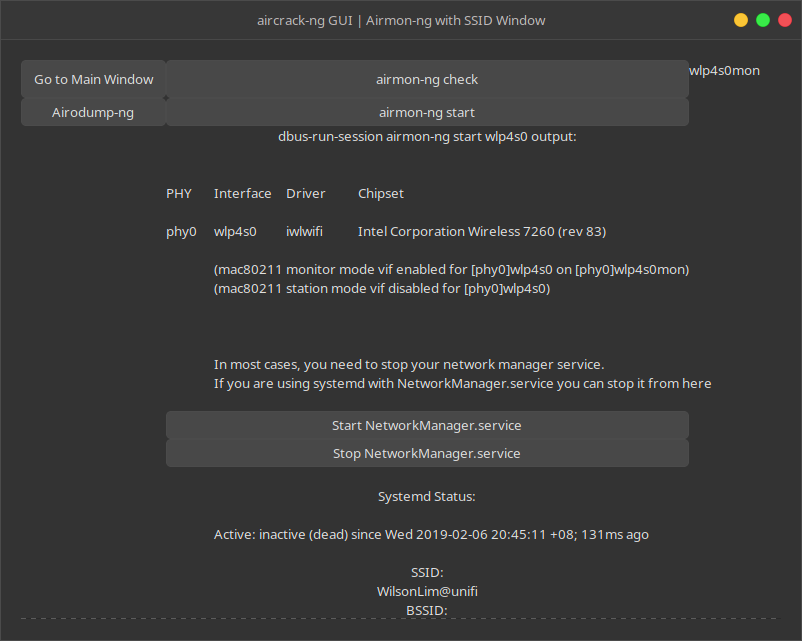 aircrack-ng GUI | Airmon-ng with SSID Window
Go to Main Window
airmon-ng check
wlp4s0mon
Airodump-ng
airmon-ng start
dbus-run-session airmon-ng start wlp4s0 output:
PHY Interface Driver Chipset
phy0 wlp4s0 iwlwifi Intel Corporation Wireless 7260 (rev 83)
(mac80211 monitor mode vif enabled for [phy0]wlp4s0 on [phy0]wlp4s0mon)
(mac80211 station mode vif disabled for [phy0]wlp4s0)
In most cases, you need to stop your network manager service.
If you are using systemd with NetworkManager.service you can stop it from here
Start NetworkManager.service
Stop NetworkManager.service
Systemd Status:
Active: inactive (dead) since Wed 2019-02-06 20:45:11 +08; 131ms ago
SSID:
WilsonLim@unifi
BSSID: